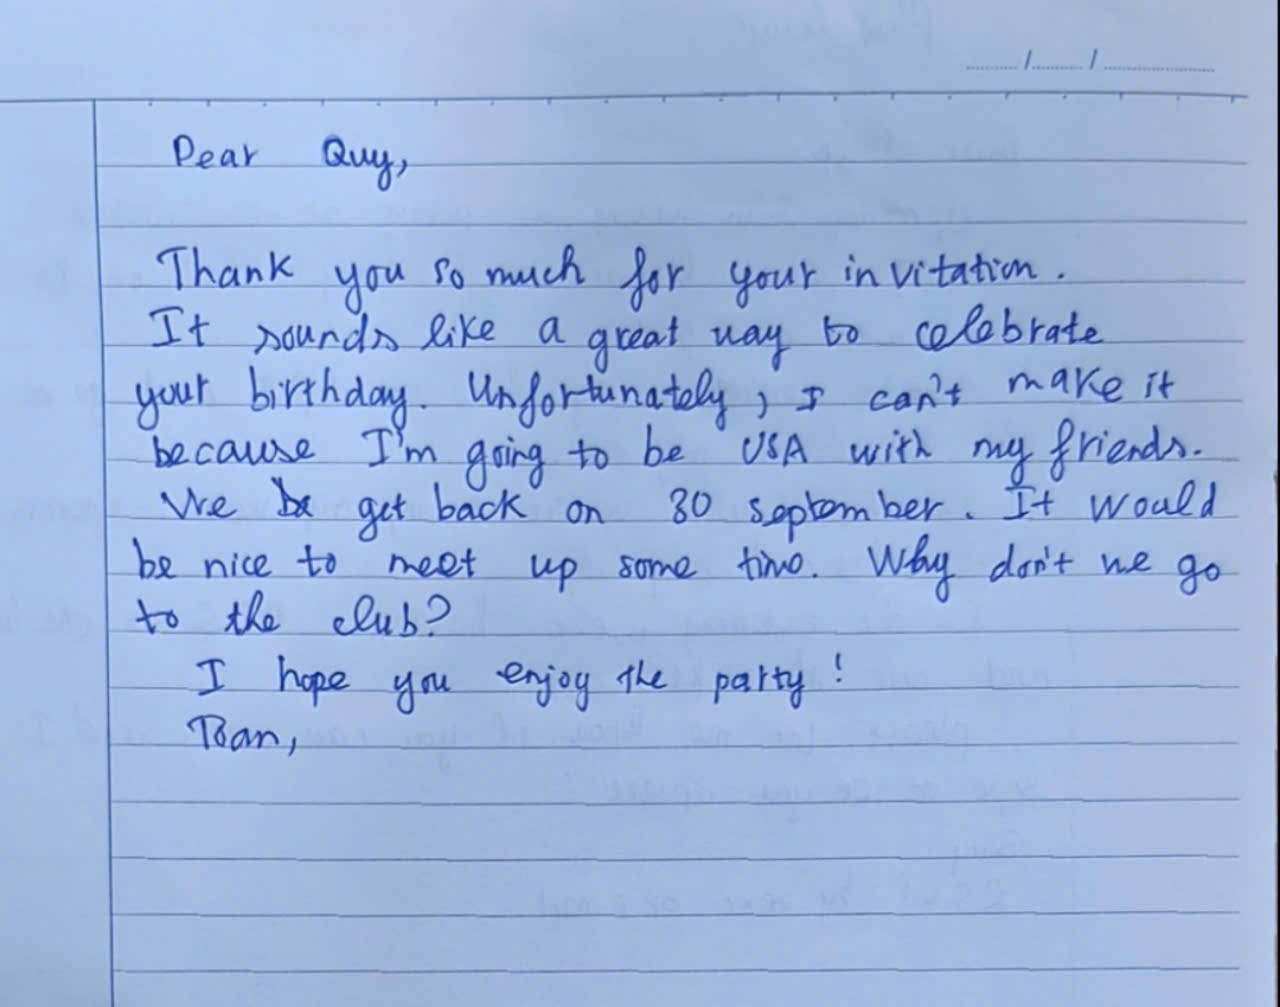 Dear Quy,
Thank you so much for your invitation.
It sounds like a great way to celebrate
your birthday. Unfortunately, I can't make it
because I'm going to be USA with my friends.
We get back on 30 september. It would
be nice to meet up some time. Why don't we go
to the club?
I hope you enjoy the party!
Toan,